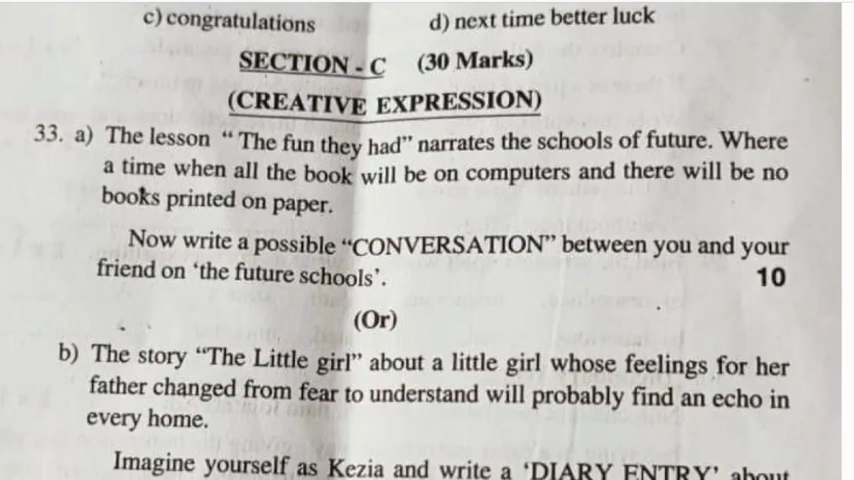 c) congratulations d) next time better luck
SECTION - C (30 Marks)
(CREATIVE EXPRESSION)
33. a) The lesson “ The fun they had” narrates the schools of future. Where
a time when all the book will be on computers and there will be no
books printed on paper.
Now write a possible “CONVERSATION” between you and your
friend on ‘the future schools’. 10
(Or)
b) The story “The Little girl” about a little girl whose feelings for her
father changed from fear to understand will probably find an echo in
every home.
Imagine yourself as Kezia and write a ‘DIARY ENTRY’ about